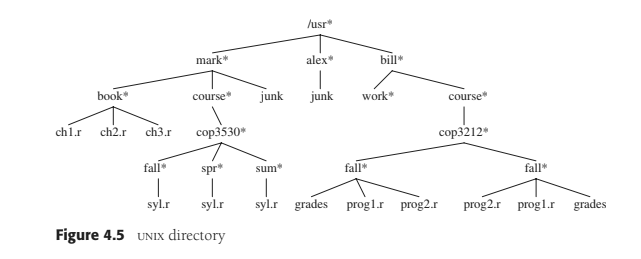 /usr*
mark* alex* bill*
book* course* junk junk work* course*
ch1.r ch2.r ch3.r cop3530* cop3212*
fall* spr* sum* fall* fall*
syl.r syl.r syl.r grades prog1.r prog2.r prog2.r prog1.r grades
Figure 4.5 UNIX directory